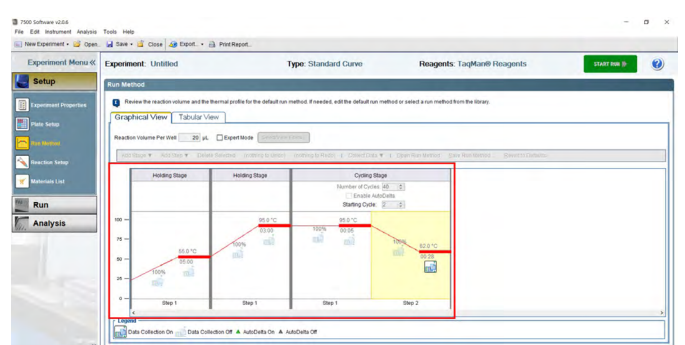 7500 Software v2.0.6
File Edit Instrument Analysis Tools Help
New Experiment Open... Save Close Export... Print Report...
Experiment Menu «
Experiment: Untitled Type: Standard Curve Reagents: TaqMan® Reagents START RUN
Setup
Run Method
Experiment Properties
Plate Setup
Run Method
Reaction Setup
Materials List
Run
Analysis
Review the reaction volume and the thermal profile for the default run method. If needed, edit the default run method or select a run method from the library.
Graphical View Tabular View
Reaction Volume Per Well 20 µL Expert Mode
Add Stage Add Step Delete Selected
Holding Stage Holding Stage Cycling Stage
Number of Cycles: 40
Enable AutoDelta
Starting Cycle: 2
100
75
50
25
0
100%
55.0 °C
05:00
100%
95.0 °C
03:00
100%
95.0 °C
00:05
100%
Step 1 Step 1 Step 1 Step 2
Legend
Data Collection On Data Collection Off AutoDelta On AutoDelta Off